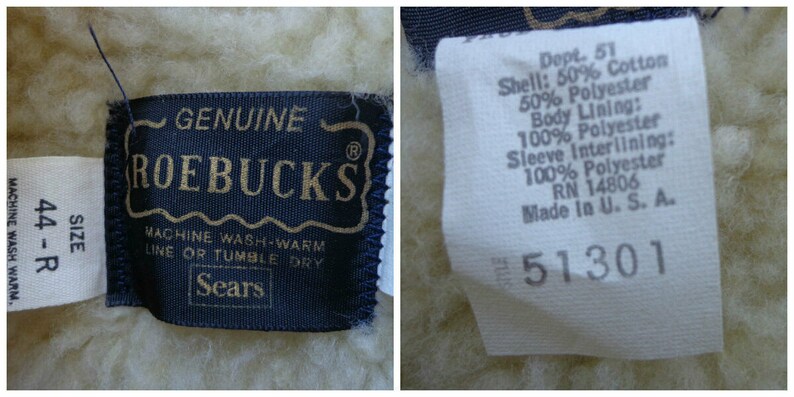 SIZE
44-R
MACHINE WASH WARM.
GENUINE
ROEBUCKS®
MACHINE WASH-WARM
LINE OR TUMBLE DRY
Sears
Dept. 51
Shell: 50% Cotton
50% Polyester
Body Lining:
100% Polyester
Sleeve Interlining:
100% Polyester
RN 14806
Made in U. S. A.
51301